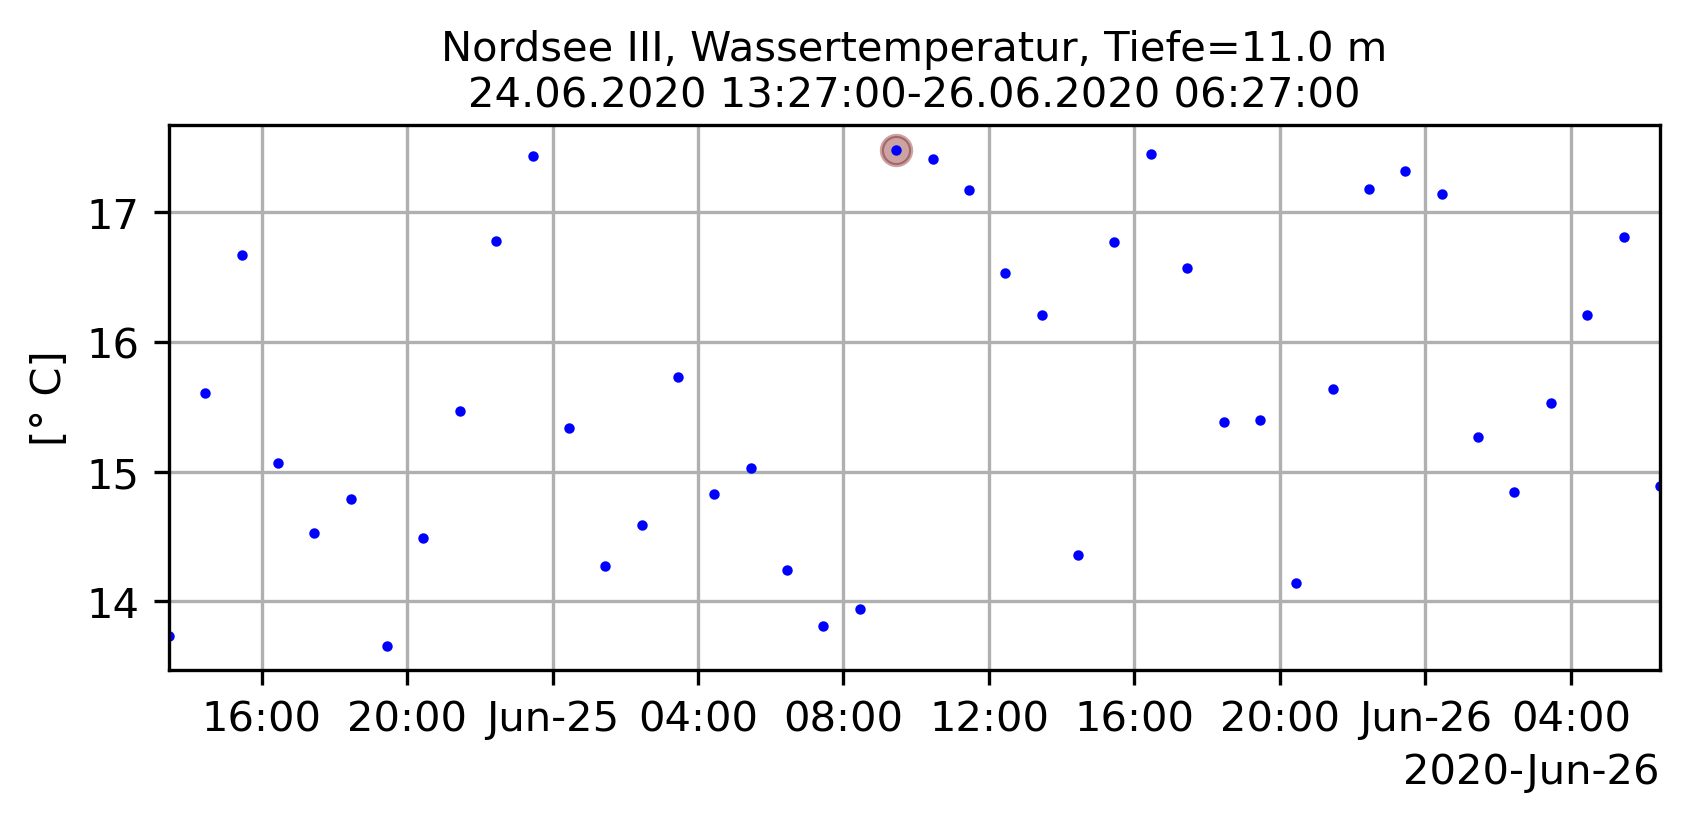 Nordsee III, Wassertemperatur, Tiefe=11.0 m
24.06.2020 13:27:00-26.06.2020 06:27:00
[° C]
17
16
15
14
16:00 20:00 Jun-25 04:00 08:00 12:00 16:00 20:00 Jun-26 04:00
2020-Jun-26